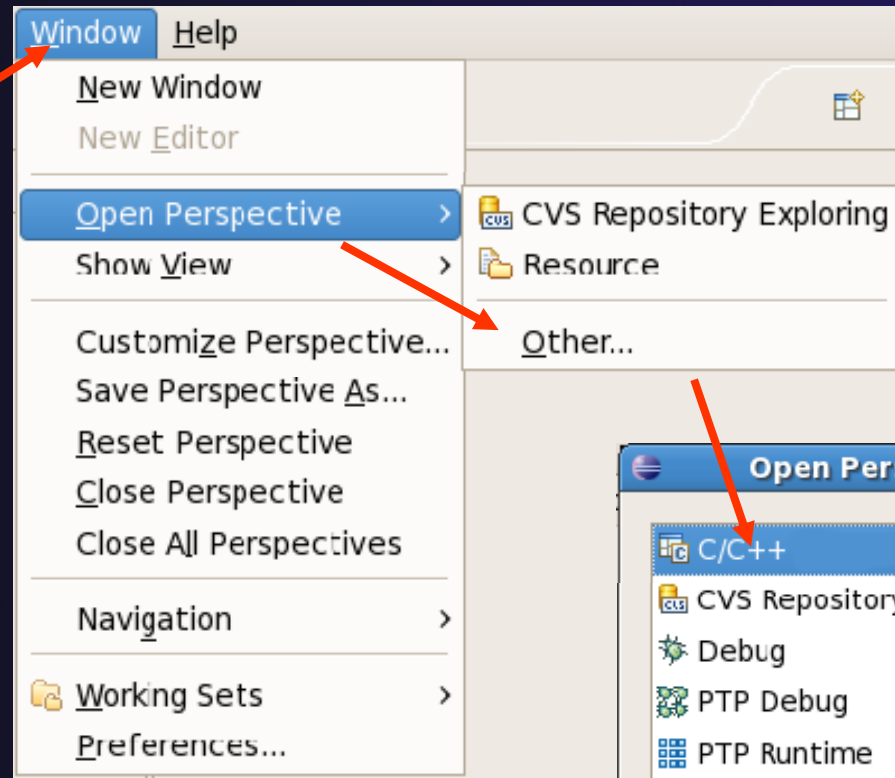 Window Help
New Window
New Editor
Open Perspective
Show View
Customize Perspective...
Save Perspective As...
Reset Perspective
Close Perspective
Close All Perspectives
Navigation
Working Sets
Preferences...
CVS Repository Exploring
Resource
Other...
Open Per
C/C++
CVS Repository
Debug
PTP Debug
PTP Runtime